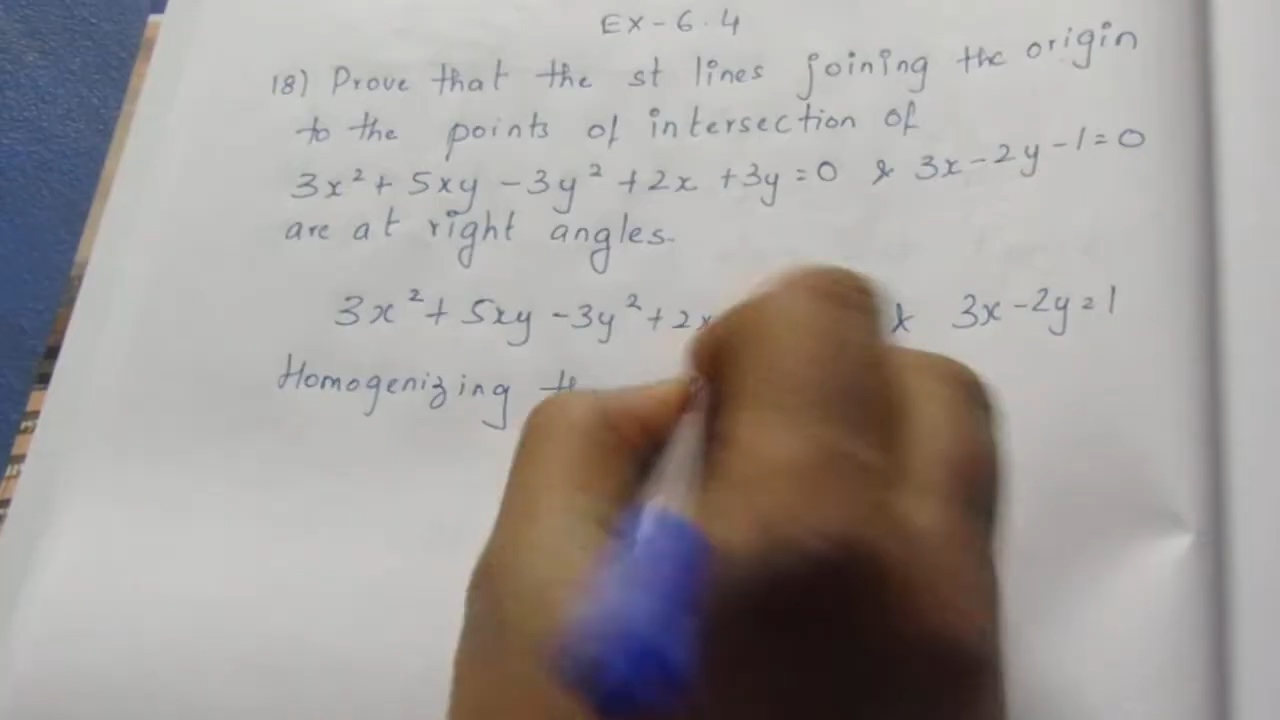 EX-6.4
18) Prove that the st lines joining the origin
to the points of intersection of
3x² + 5xy - 3y² + 2x + 3y = 0 & 3x - 2y - 1 = 0
are at right angles.
3x² + 5xy - 3y² + 2x & 3x - 2y = 1
Homogenizing